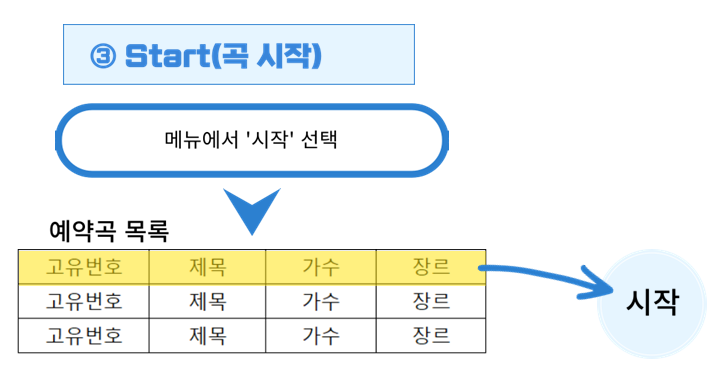 ③ Start(곡 시작)
메뉴에서 '시작' 선택
예약곡 목록
고유번호 제목 가수 장르
고유번호 제목 가수 장르
고유번호 제목 가수 장르
시작